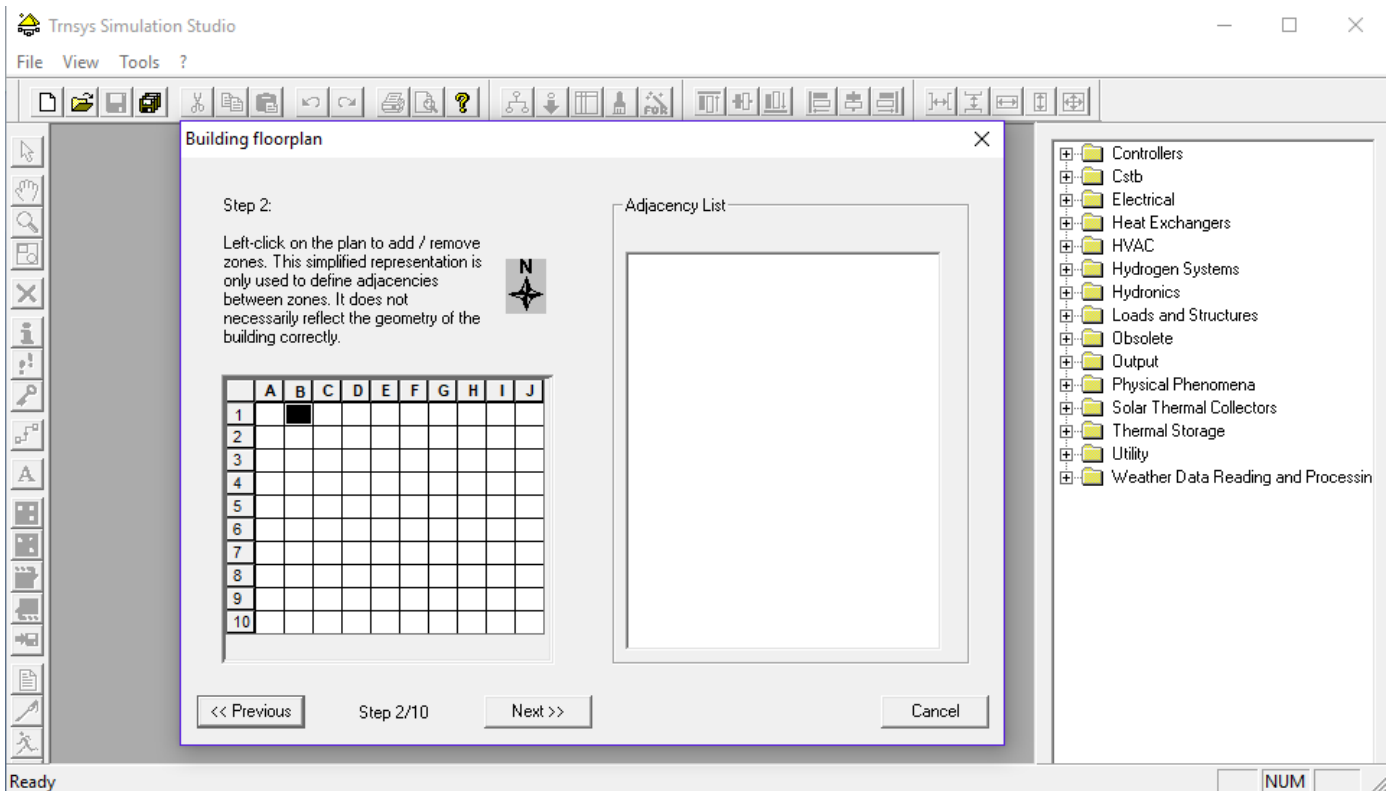 Trnsys Simulation Studio
File View Tools ?
FOR
Building floorplan
Step 2:
Left-click on the plan to add / remove
zones. This simplified representation is
only used to define adjacencies
between zones. It does not
necessarily reflect the geometry of the
building correctly.
N
A B C D E F G H I J
1
2
3
4
5
6
7
8
9
10
Adjacency List
<< Previous
Step 2/10
Next >>
Cancel
Controllers
Cstb
Electrical
Heat Exchangers
HVAC
Hydrogen Systems
Hydronics
Loads and Structures
Obsolete
Output
Physical Phenomena
Solar Thermal Collectors
Thermal Storage
Utility
Weather Data Reading and Processin
Ready
NUM